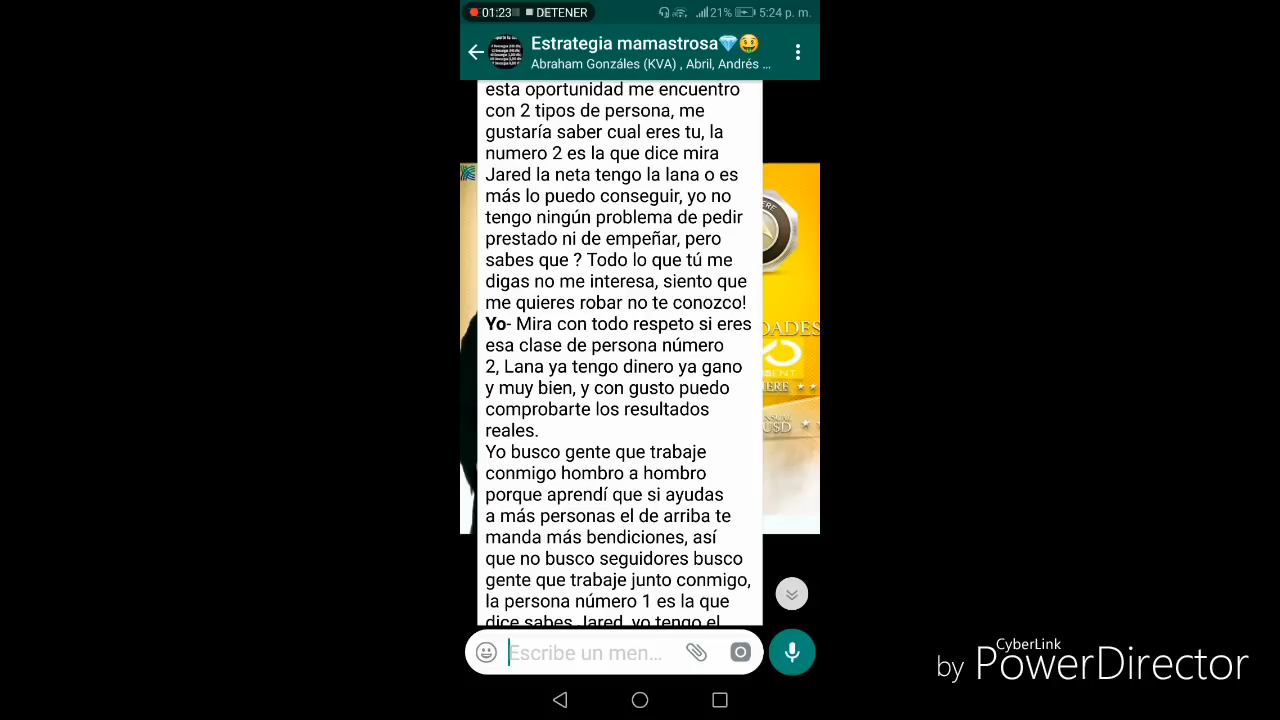 01:23 DETENER 21% 5:24 p. m.
Estrategia mamastrosa💎🤑
Abraham Gonzáles (KVA) , Abril, Andrés ...
esta oportunidad me encuentro
con 2 tipos de persona, me
gustaría saber cual eres tu, la
numero 2 es la que dice mira
Jared la neta tengo la lana o es
más lo puedo conseguir, yo no
tengo ningún problema de pedir
prestado ni de empeñar, pero
sabes que ? Todo lo que tú me
digas no me interesa, siento que
me quieres robar no te conozco!
Yo- Mira con todo respeto si eres
esa clase de persona número
2, Lana ya tengo dinero ya gano
y muy bien, y con gusto puedo
comprobarte los resultados
reales.
Yo busco gente que trabaje
conmigo hombro a hombro
porque aprendí que si ayudas
a más personas el de arriba te
manda más bendiciones, así
que no busco seguidores busco
gente que trabaje junto conmigo,
la persona número 1 es la que
dice sabes Jared, yo tengo el
DADES
ENT
ERE
USD
Escribe un men...
by CyberLink PowerDirector